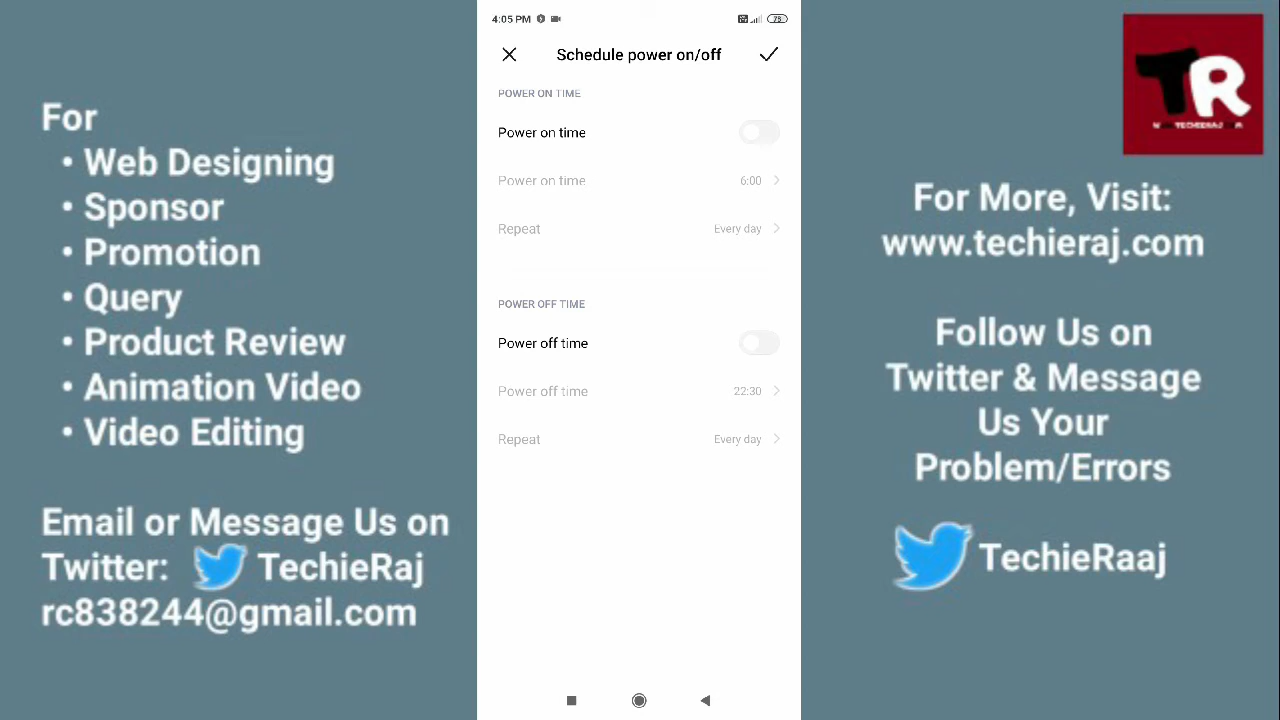 For
• Web Designing
• Sponsor
• Promotion
• Query
• Product Review
• Animation Video
• Video Editing
Email or Message Us on
Twitter: TechieRaj
rc838244@gmail.com
4:05 PM
78
Schedule power on/off
POWER ON TIME
Power on time
Power on time 6:00
Repeat Every day
POWER OFF TIME
Power off time
Power off time 22:30
Repeat Every day
TR
For More, Visit:
www.techieraj.com
Follow Us on
Twitter & Message
Us Your
Problem/Errors
TechieRaaj